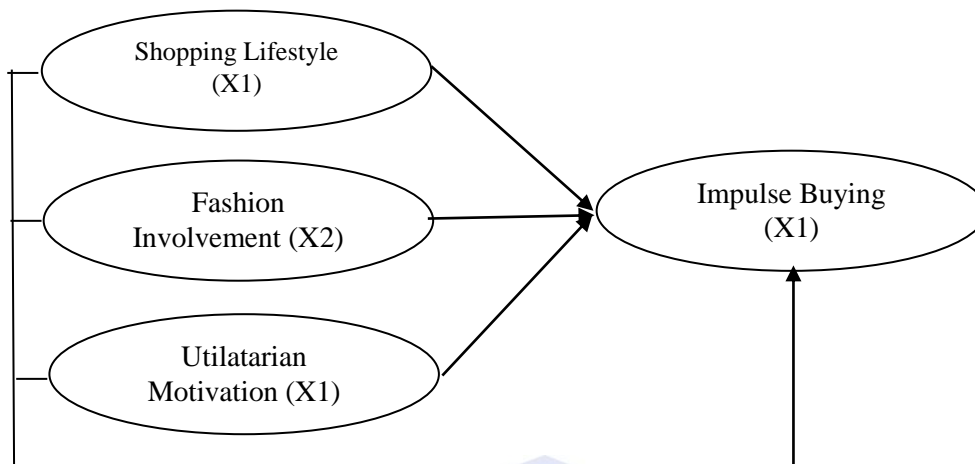 Shopping Lifestyle
(X1)
Fashion
Involvement (X2)
Utilatarian
Motivation (X1)
Impulse Buying
(X1)